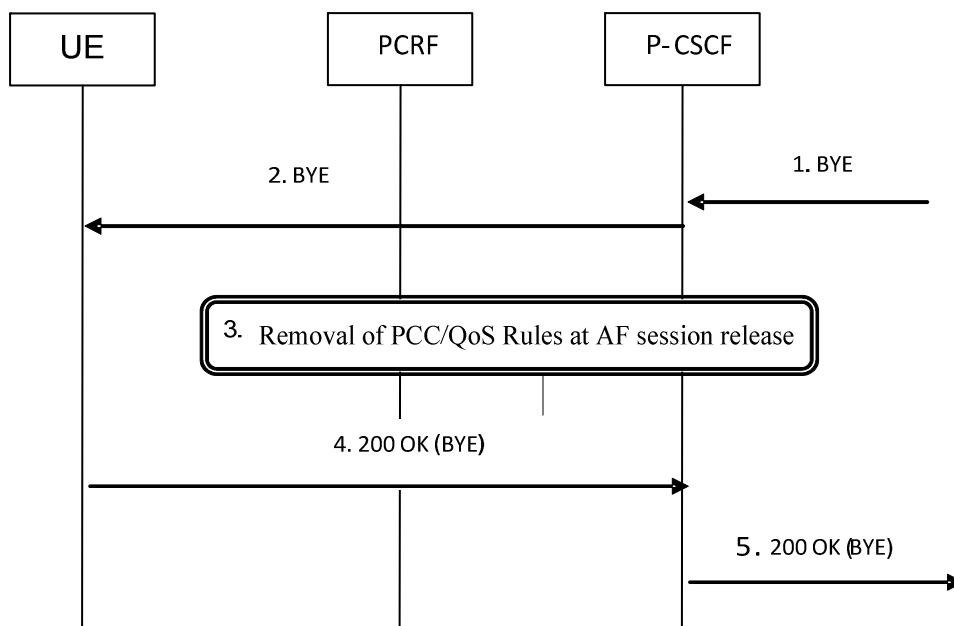 UE
PCRF
P-CSCF
1. BYE
2. BYE
3. Removal of PCC/QoS Rules at AF session release
4. 200 OK (BYE)
5. 200 OK (BYE)